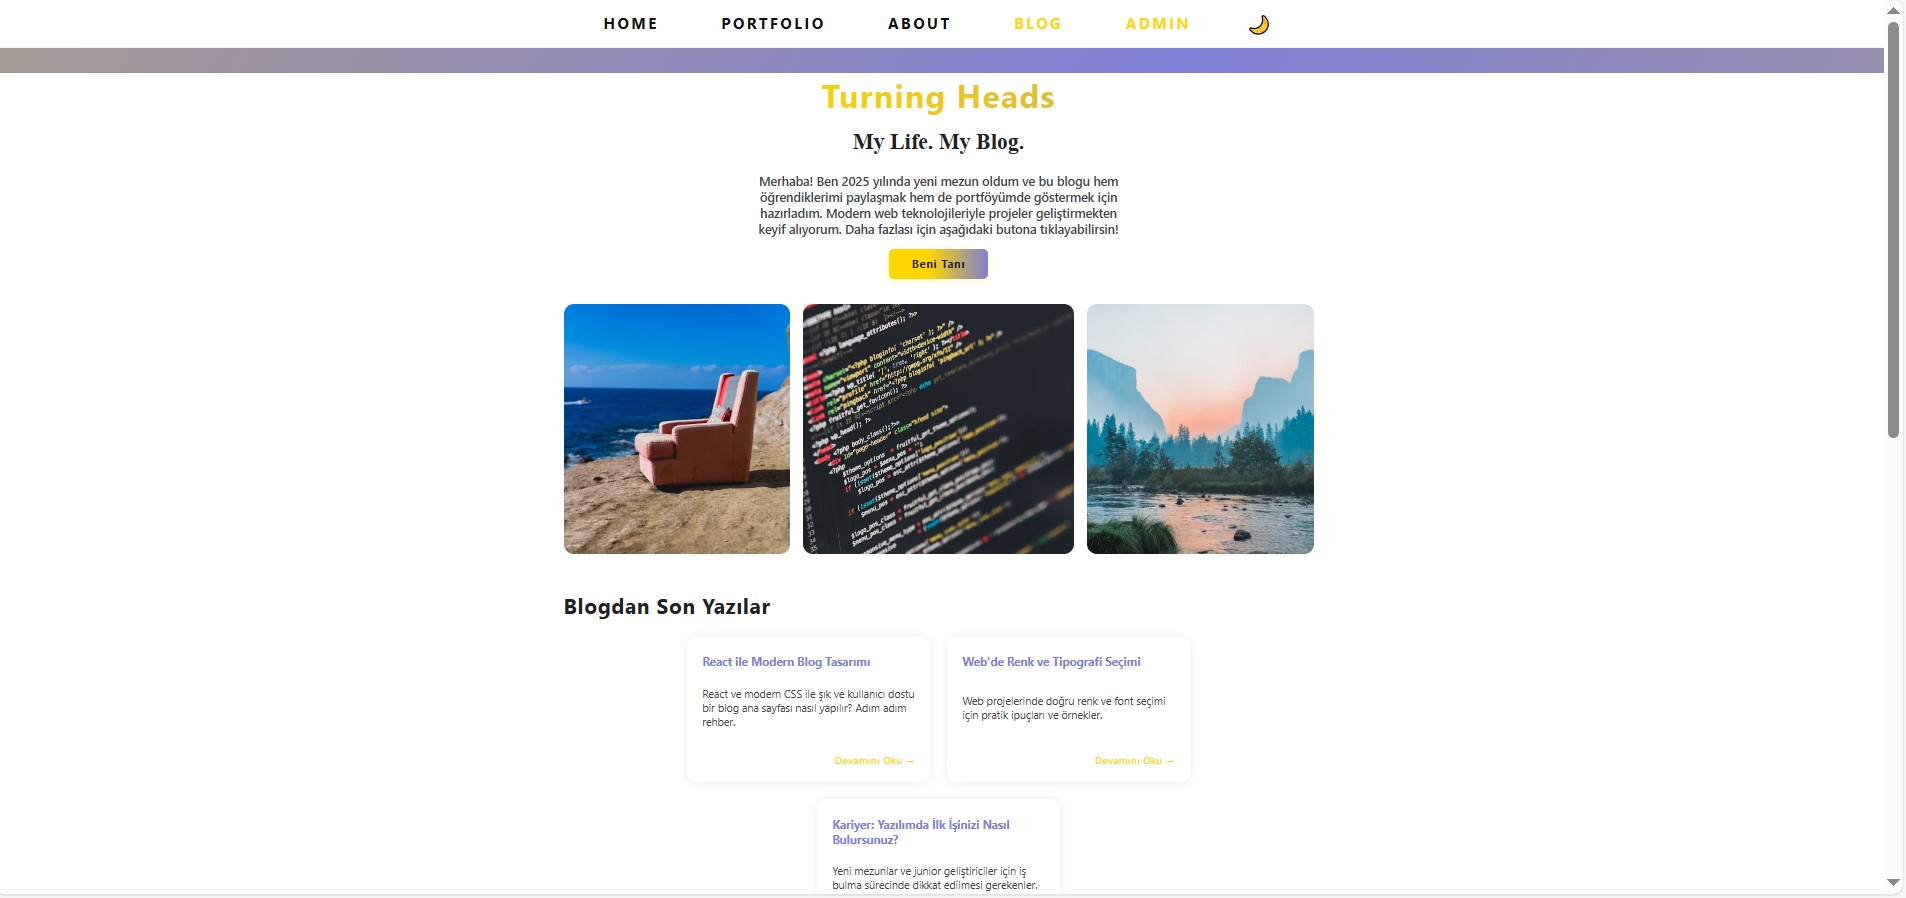 HOME PORTFOLIO ABOUT BLOG ADMIN
Turning Heads
My Life. My Blog.
Merhaba! Ben 2025 yılında yeni mezun oldum ve bu blogu hem
öğrendiklerimi paylaşmak hem de portföyümde göstermek için
hazırladım. Modern web teknolojileriyle projeler geliştirmekten
keyif alıyorum. Daha fazlası için aşağıdaki butona tıklayabilirsin!
Beni Tanı
Blogdan Son Yazılar
React ile Modern Blog Tasarımı
React ve modern CSS ile şık ve kullanıcı dostu
bir blog ana sayfası nasıl yapılır? Adım adım
rehber.
Devamını Oku →
Web'de Renk ve Tipografi Seçimi
Web projelerinde doğru renk ve font seçimi
için pratik ipuçları ve örnekler.
Devamını Oku →
Kariyer: Yazılımda İlk İşinizi Nasıl
Bulursunuz?
Yeni mezunlar ve junior geliştiriciler için iş
bulma sürecinde dikkat edilmesi gerekenler.